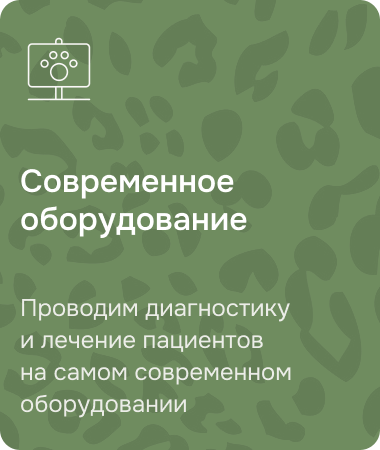 Современное
оборудование
Проводим диагностику
и лечение пациентов
на самом современном
оборудовании